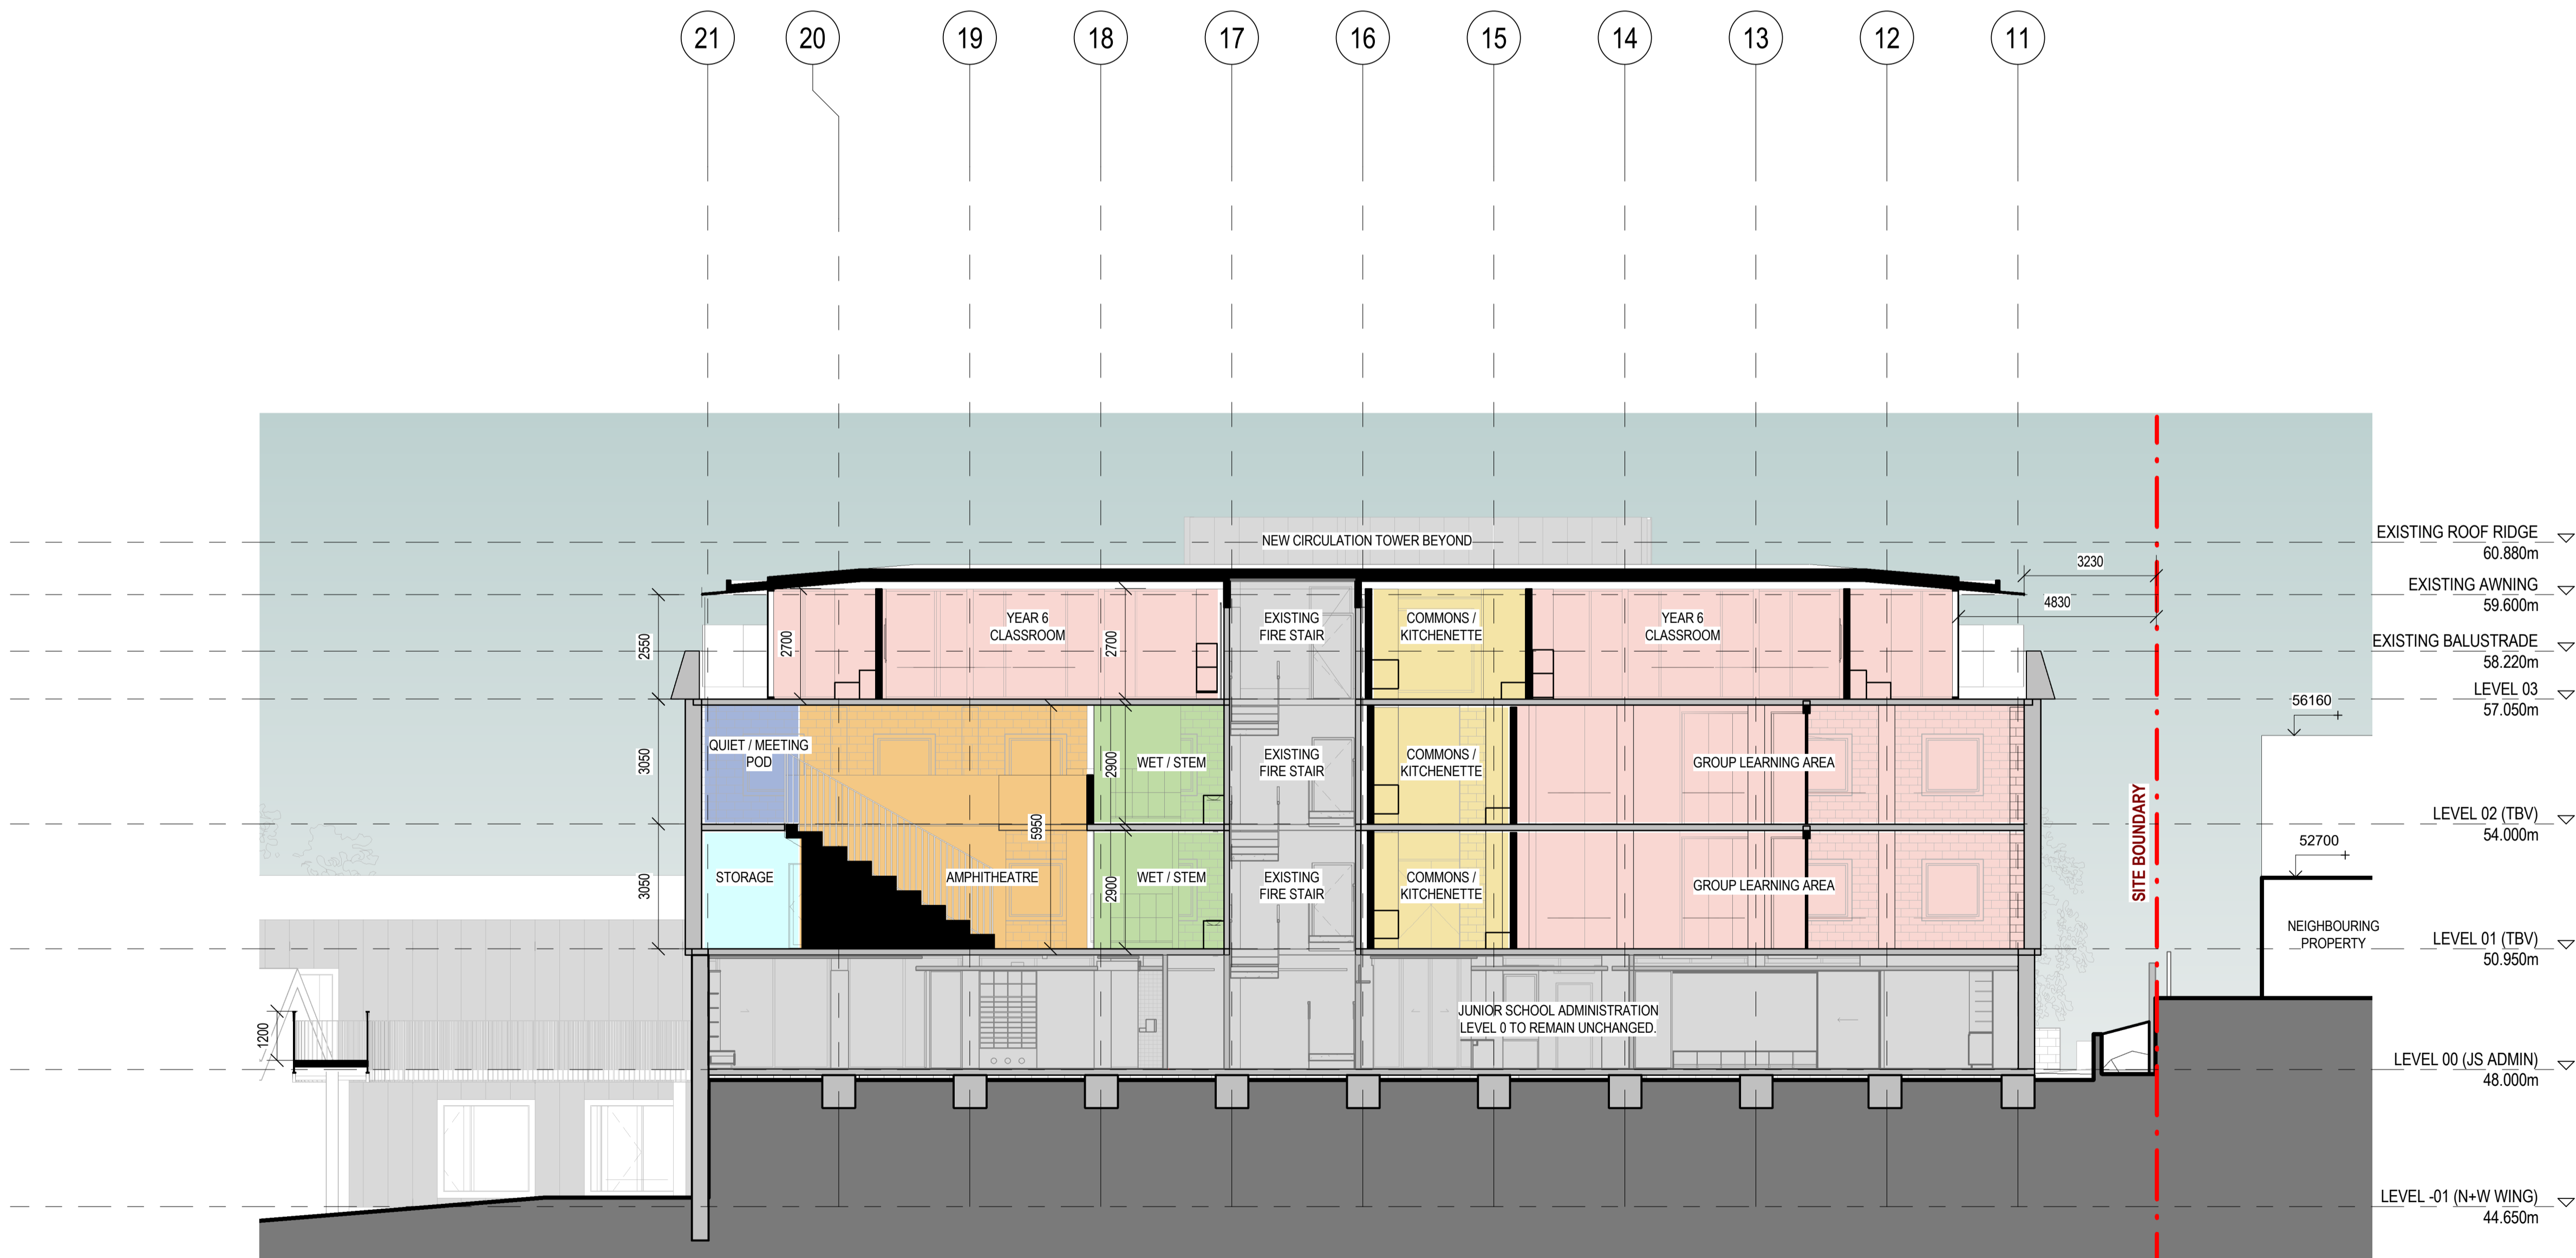 21 20 19 18 17 16 15 14 13 12 11
EXISTING ROOF RIDGE
60.880m
NEW CIRCULATION TOWER BEYOND
3230
EXISTING AWNING
59.600m
4830
2550
2700
YEAR 6
CLASSROOM
2700
EXISTING
FIRE STAIR
COMMONS /
KITCHENETTE
YEAR 6
CLASSROOM
EXISTING BALUSTRADE
58.220m
LEVEL 03
57.050m
56160
3050
QUIET / MEETING
POD
2900
WET / STEM
EXISTING
FIRE STAIR
COMMONS /
KITCHENETTE
GROUP LEARNING AREA
SITE BOUNDARY
LEVEL 02 (TBV)
54.000m
5950
52700
3050
STORAGE
AMPHITHEATRE
2900
WET / STEM
EXISTING
FIRE STAIR
COMMONS /
KITCHENETTE
GROUP LEARNING AREA
NEIGHBOURING
PROPERTY
LEVEL 01 (TBV)
50.950m
1200
JUNIOR SCHOOL ADMINISTRATION
LEVEL 0 TO REMAIN UNCHANGED.
LEVEL 00 (JS ADMIN)
48.000m
LEVEL -01 (N+W WING)
44.650m